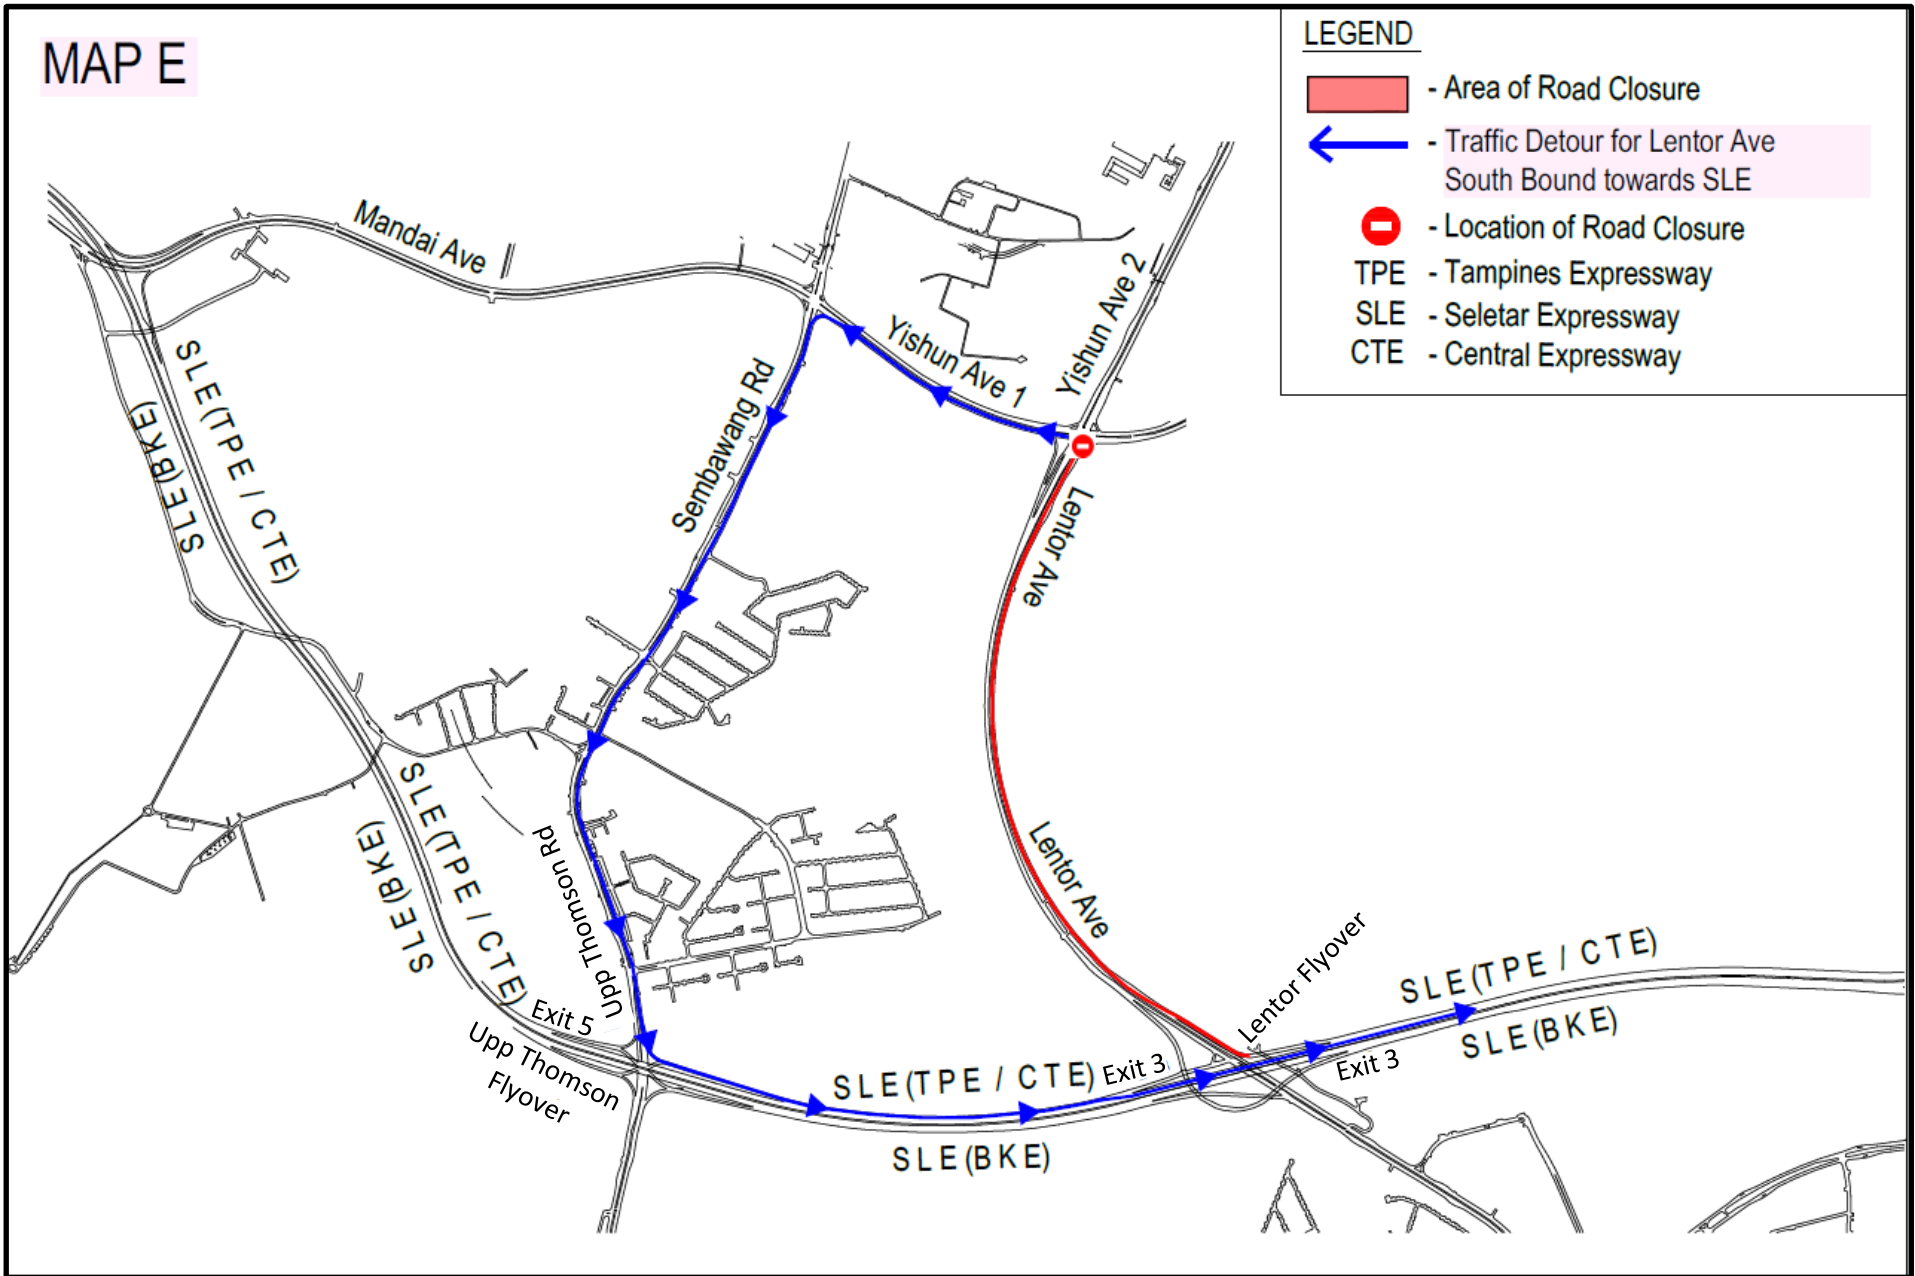 MAP E
LEGEND
- Area of Road Closure
- Traffic Detour for Lentor Ave
South Bound towards SLE
- Location of Road Closure
TPE - Tampines Expressway
SLE - Seletar Expressway
CTE - Central Expressway
Mandai Ave
Yishun Ave 2
Yishun Ave 1
Sembawang Rd
SLE(TPE / CTE)
SLE(BKE)
Lentor Ave
SLE(TPE / CTE)
SLE(BKE)
Upp Thomson Rd
Lentor Ave
Lentor Flyover
Exit 5
Upp Thomson
Flyover
SLE(TPE / CTE)
Exit 3
SLE(BKE)
SLE(TPE / CTE)
SLE(BKE)
Exit 3